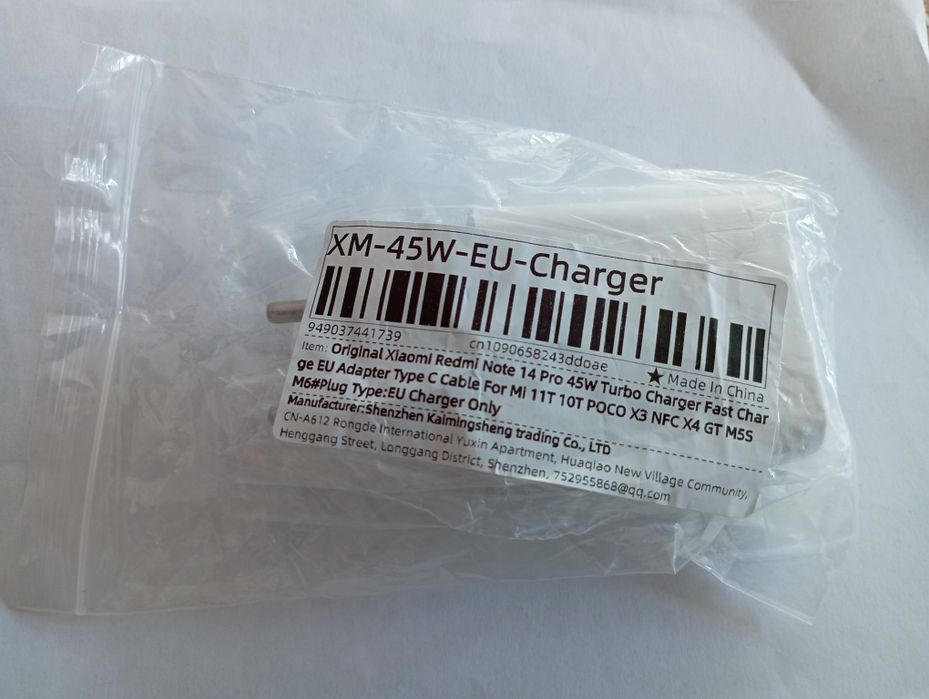 XM-45W-EU-Charger
949037441739 cn1090658243ddoae
★ Made In China
Item: Original Xiaomi Redmi Note 14 Pro 45W Turbo Charger Fast Char
ge EU Adapter Type C Cable For Mi 11T 10T POCO X3 NFC X4 GT M5S
M6#Plug Type:EU Charger Only
Manufacturer:Shenzhen Kaimingsheng trading Co., LTD
CN-A612 Rongde International Yuxin Apartment, Huaqiao New Village Community,
Henggang Street, Longgang District, Shenzhen, 752955868@qq.com